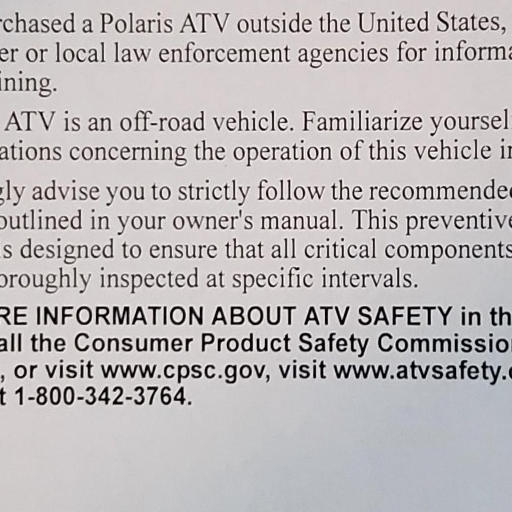 rchased a Polaris ATV outside the United States,
er or local law enforcement agencies for informa
ining.
ATV is an off-road vehicle. Familiarize yoursel
ations concerning the operation of this vehicle in
gly advise you to strictly follow the recommended
outlined in your owner's manual. This preventive
s designed to ensure that all critical components
oroughly inspected at specific intervals.
RE INFORMATION ABOUT ATV SAFETY in th
all the Consumer Product Safety Commissio
, or visit www.cpsc.gov, visit www.atvsafety.
t 1-800-342-3764.